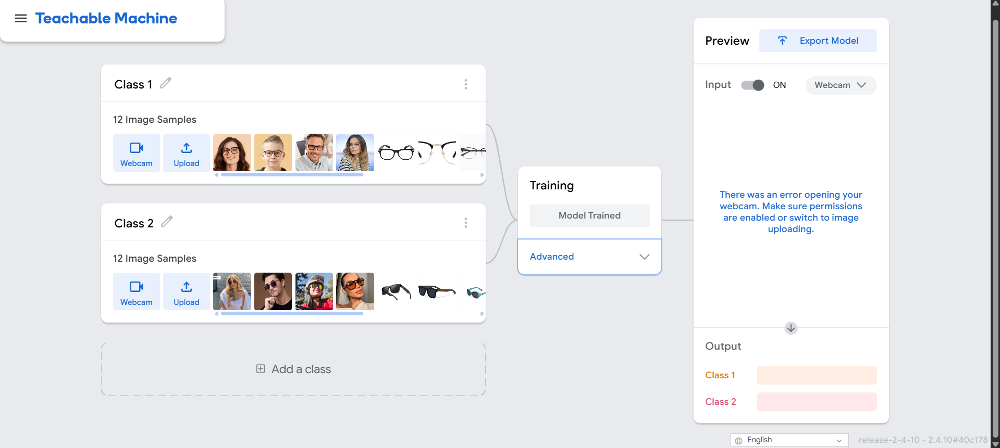 Teachable Machine
Class 1
12 Image Samples
Webcam
Upload
Class 2
12 Image Samples
Webcam
Upload
Add a class
Training
Model Trained
Advanced
Preview
Export Model
Input
ON
Webcam
There was an error opening your
webcam. Make sure permissions
are enabled or switch to image
uploading.
Output
Class 1
Class 2
English
release-2-4-10 - 2.4.10#40c178